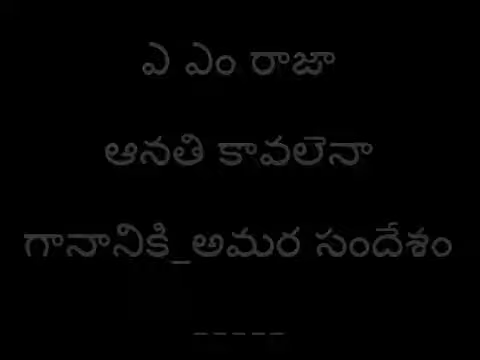 ఎ ఎం రాజా
ఆనతి కావలెనా
గానానికి_అమర సందేశం
_ _ _ _ _